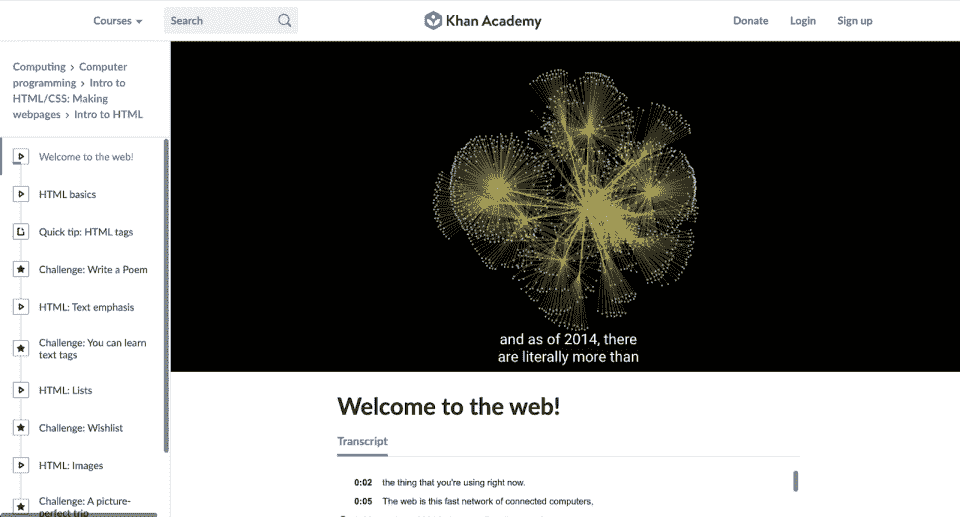 Courses
Search
Khan Academy
Donate
Login
Sign up
Computing > Computer
programming > Intro to
HTML/CSS: Making
webpages > Intro to HTML
Welcome to the web!
HTML basics
Quick tip: HTML tags
Challenge: Write a Poem
HTML: Text emphasis
Challenge: You can learn
text tags
HTML: Lists
Challenge: Wishlist
HTML: Images
Challenge: A picture-
perfect trip
and as of 2014, there
are literally more than
Welcome to the web!
Transcript
0:02 the thing that you're using right now.
0:05 The web is this fast network of connected computers,